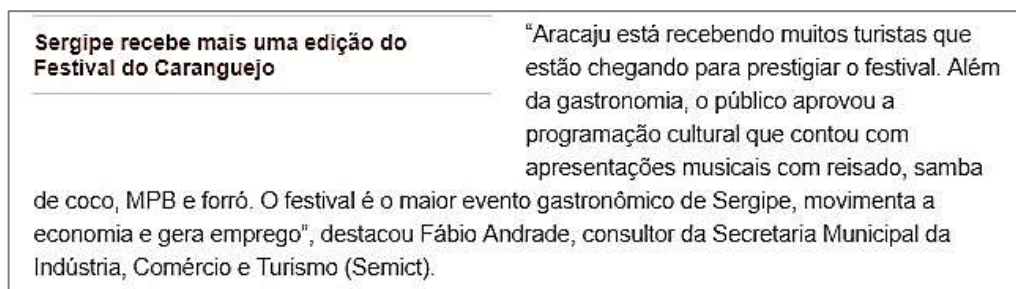 Sergipe recebe mais uma edição do
Festival do Caranguejo
“Aracaju está recebendo muitos turistas que
estão chegando para prestigiar o festival. Além
da gastronomia, o público aprovou a
programação cultural que contou com
apresentações musicais com reisado, samba
de coco, MPB e forró. O festival é o maior evento gastronômico de Sergipe, movimenta a
economia e gera emprego”, destacou Fábio Andrade, consultor da Secretaria Municipal da
Indústria, Comércio e Turismo (Semict).